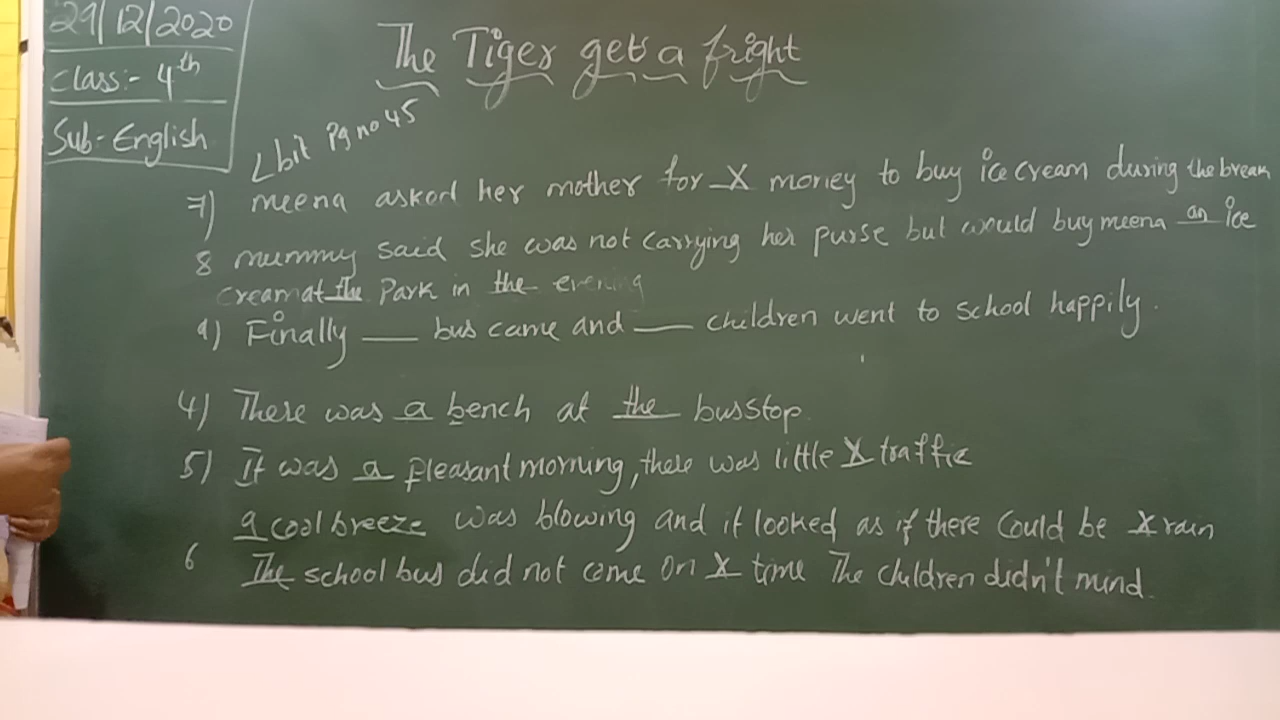 29/12/2020
Class:- 4th
Sub:- English
The Tiger gets a fright
L bit Pg no 45
7) meena asked her mother for X money to buy ice cream during the break
8 mummy said she was not carrying her purse but would buy meena an ice
cream at the Park in the evening
9) Finally ___ bus came and ___ children went to school happily.
4) There was a bench at the busstop.
5) It was a pleasant morning, there was little X traffic
a cool breeze was blowing and it looked as if there could be X rain
6 The school bus did not come on X time The children didn't mind.